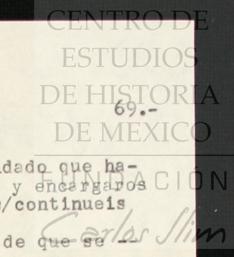 CENTRO DE
ESTUDIOS
DE HISTORIA
DE MEXICO
69.-
dado que ha-
y encargaros
FUNDACIÓN
/continueis
Carlos Slim
de que se --